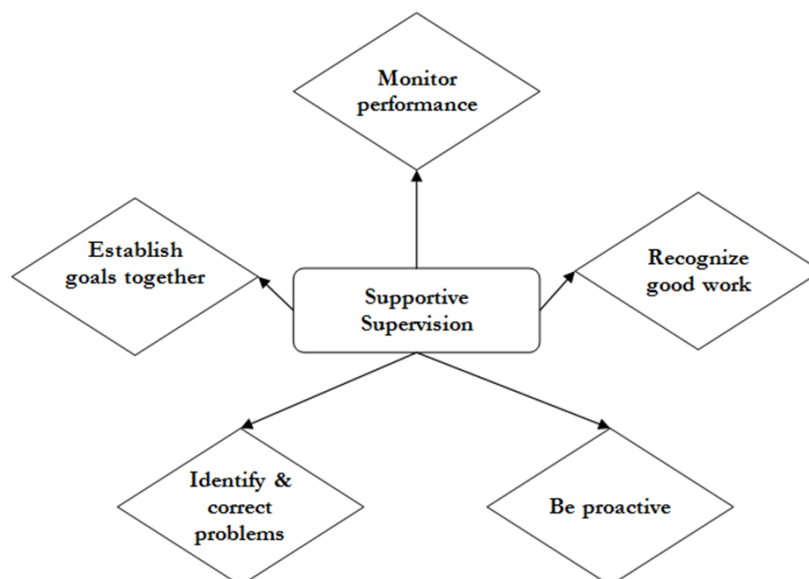 Monitor
performance
Establish
goals together
Recognize
good work
Supportive
Supervision
Identify &
correct
problems
Be proactive